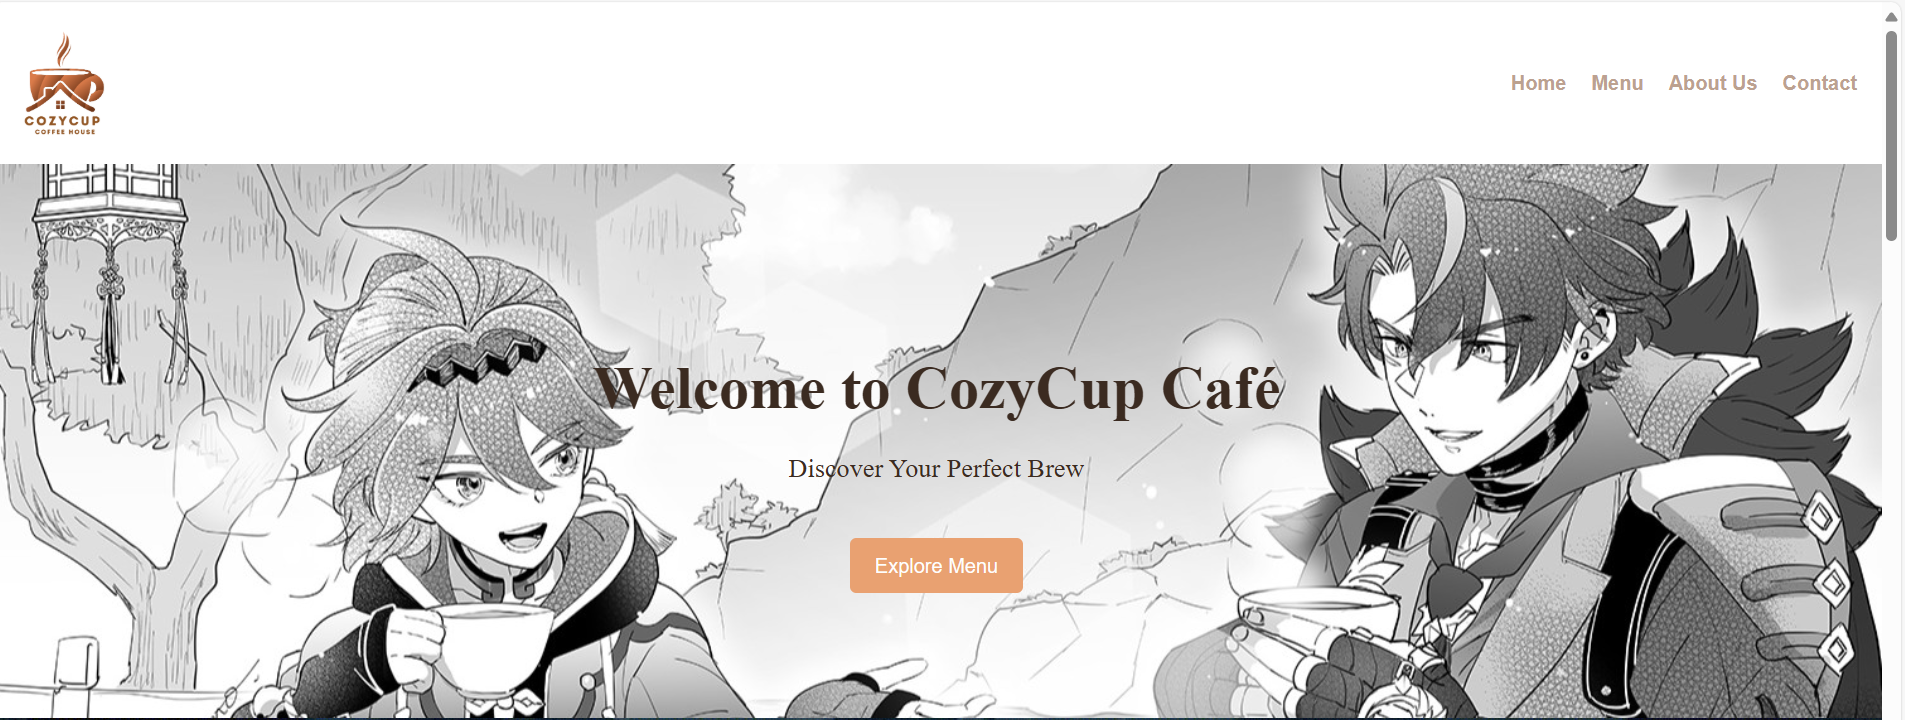 COZYCUP
COFFEE HOUSE
Home Menu About Us Contact
Welcome to CozyCup Café
Discover Your Perfect Brew
Explore Menu